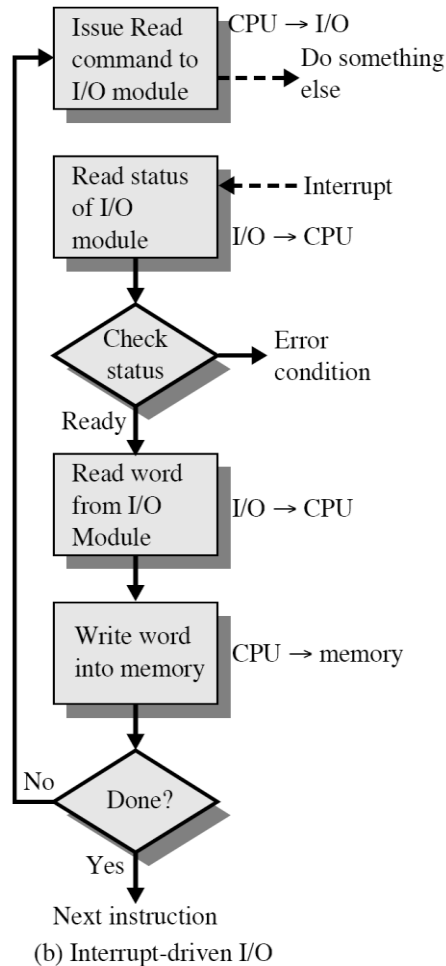 Issue Read
command to
I/O module
CPU → I/O
Do something
else
Read status
of I/O
module
Interrupt
I/O → CPU
Check
status
Error
condition
Ready
Read word
from I/O
Module
I/O → CPU
Write word
into memory
CPU → memory
No
Done?
Yes
Next instruction
(b) Interrupt-driven I/O